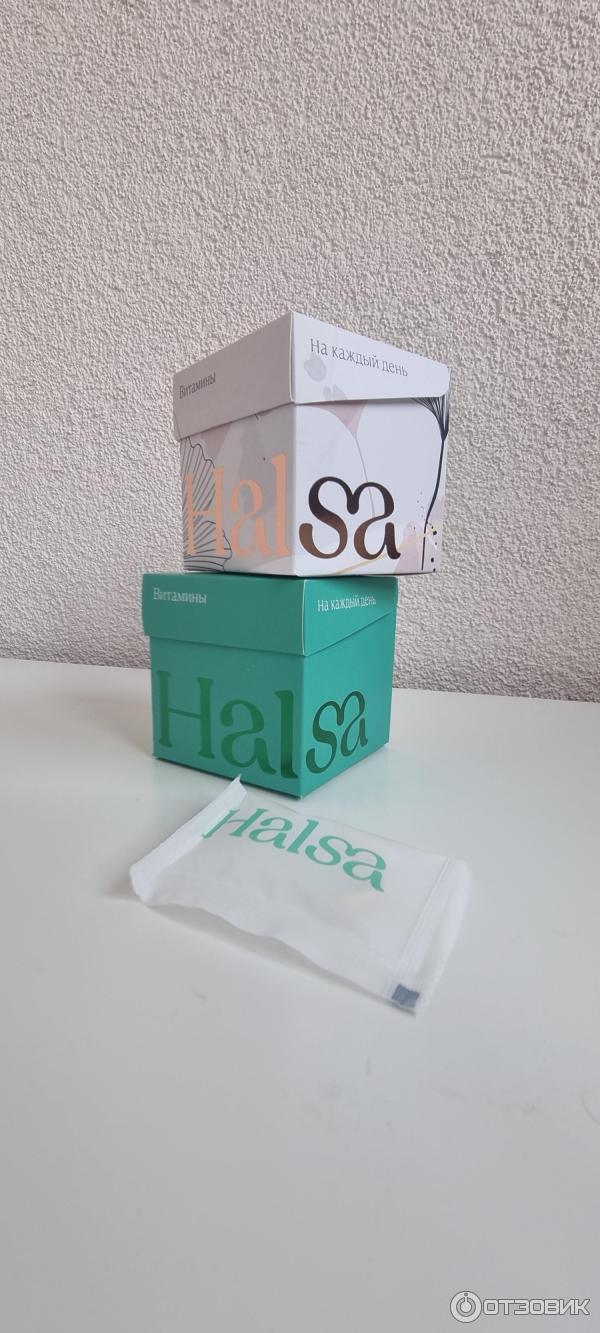 Витамины
На каждый день
Halsa
Витамины
На каждый день
Halsa
Halsa
ОТЗОВИК